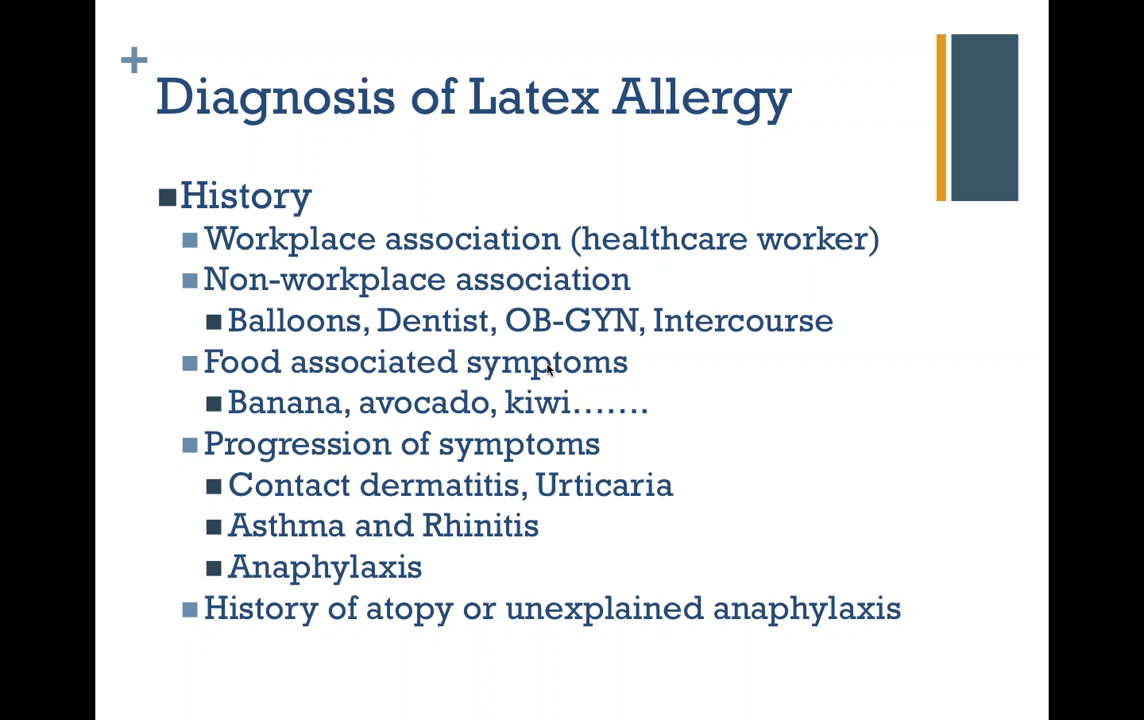 +
Diagnosis of Latex Allergy
History
Workplace association (healthcare worker)
Non-workplace association
Balloons, Dentist, OB-GYN, Intercourse
Food associated symptoms
Banana, avocado, kiwi…….
Progression of symptoms
Contact dermatitis, Urticaria
Asthma and Rhinitis
Anaphylaxis
History of atopy or unexplained anaphylaxis